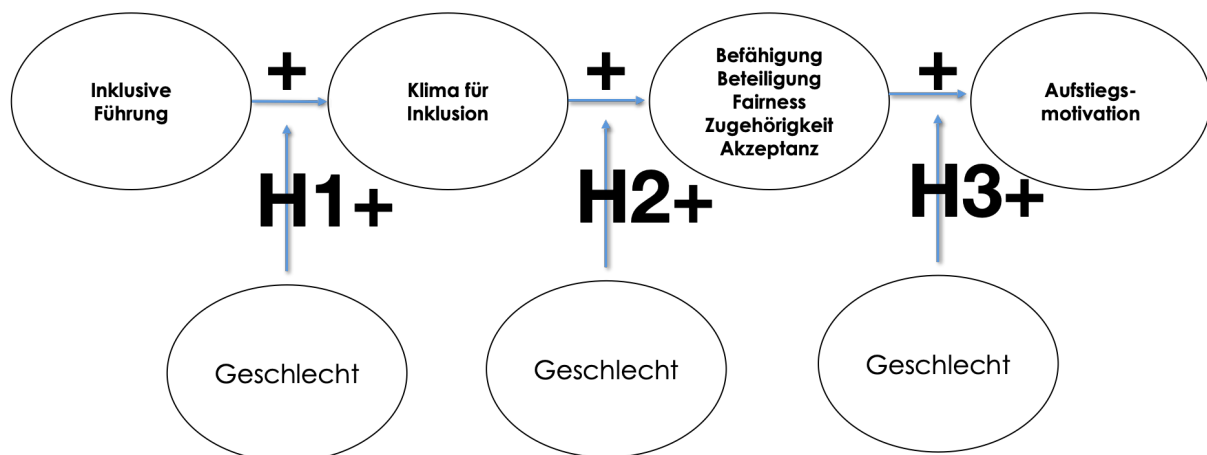 Inklusive
Führung
+
Klima für
Inklusion
+
Befähigung
Beteiligung
Fairness
Zugehörigkeit
Akzeptanz
+
Aufstiegs-
motivation
H1+
H2+
H3+
Geschlecht
Geschlecht
Geschlecht